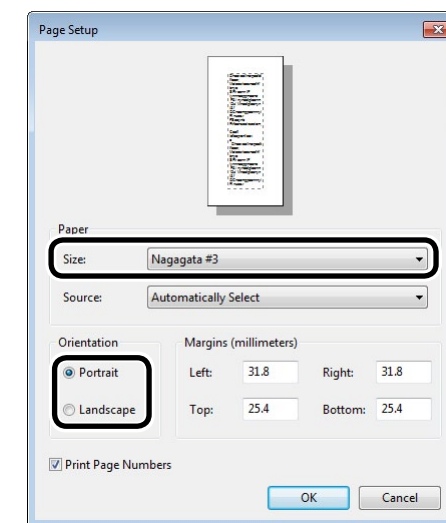 Page Setup
Paper
Size: Nagagata #3
Source: Automatically Select
Orientation Margins (millimeters)
Portrait Left: 31.8 Right: 31.8
Landscape Top: 25.4 Bottom: 25.4
Print Page Numbers
OK Cancel